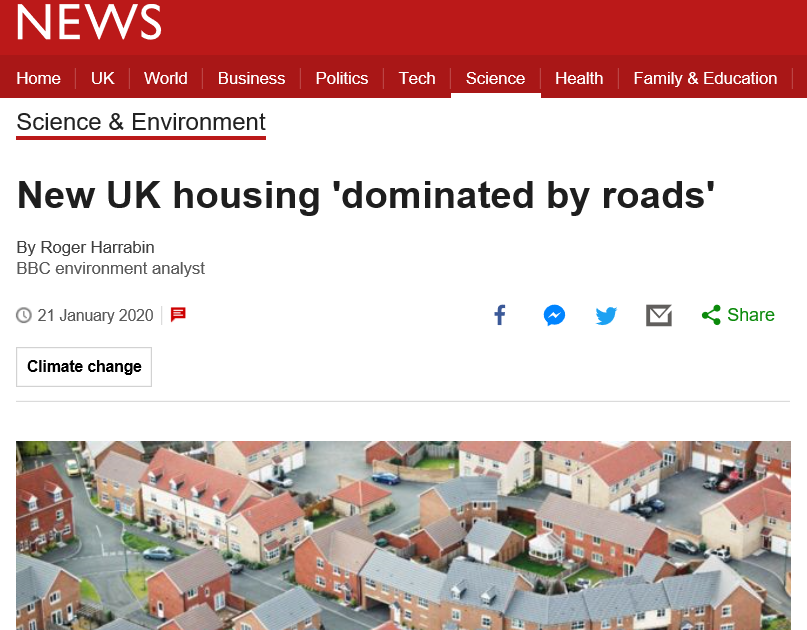 NEWS
Home UK World Business Politics Tech Science Health Family & Education
Science & Environment
New UK housing 'dominated by roads'
By Roger Harrabin
BBC environment analyst
21 January 2020
Share
Climate change